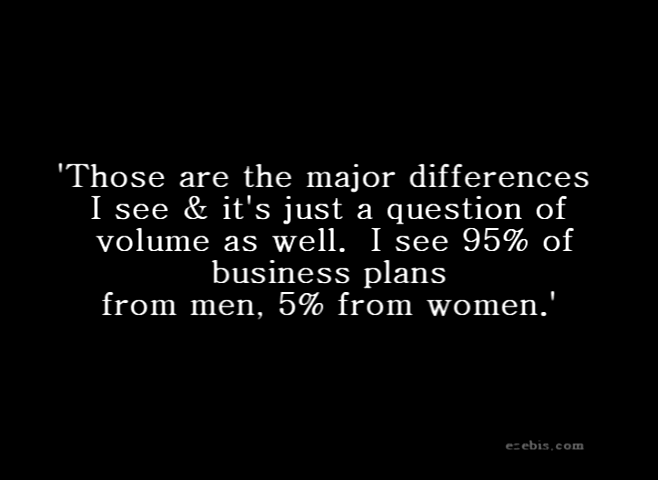 'Those are the major differences
I see & it's just a question of
volume as well.  I see 95% of
business plans
from men, 5% from women.'
ezebis.com